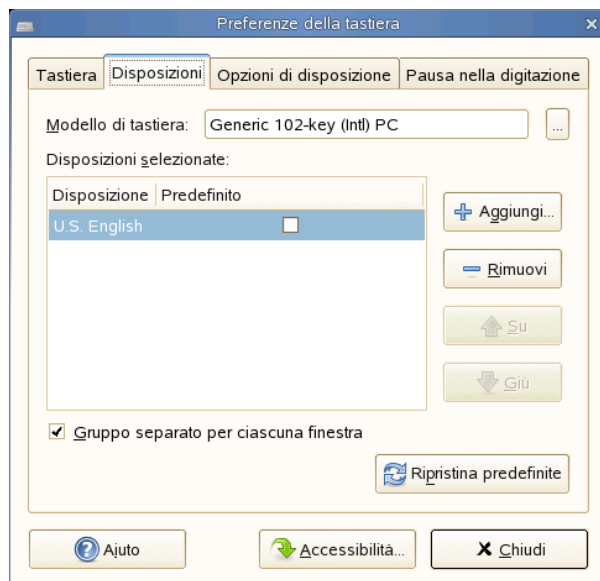 Preferenze della tastiera
Tastiera Disposizioni Opzioni di disposizione Pausa nella digitazione
Modello di tastiera: Generic 102-key (Intl) PC ...
Disposizioni selezionate:
Disposizione Predefinito
U.S. English
Aggiungi...
Rimuovi
Su
Giù
Gruppo separato per ciascuna finestra
Ripristina predefinite
Aiuto Accessibilità... Chiudi